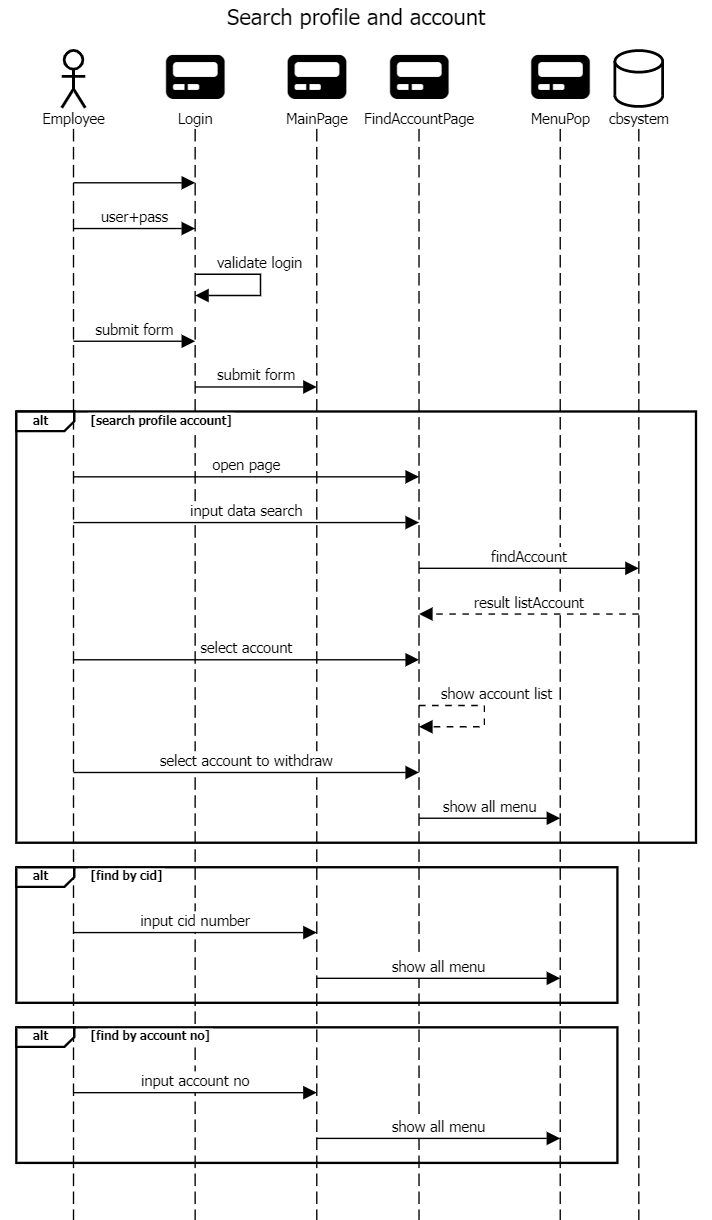 Search profile and account
Employee
Login
MainPage
FindAccountPage
MenuPop
cbsystem
user+pass
validate login
submit form
submit form
alt
[search profile account]
open page
input data search
findAccount
result listAccount
select account
show account list
select account to withdraw
show all menu
alt
[find by cid]
input cid number
show all menu
alt
[find by account no]
input account no
show all menu